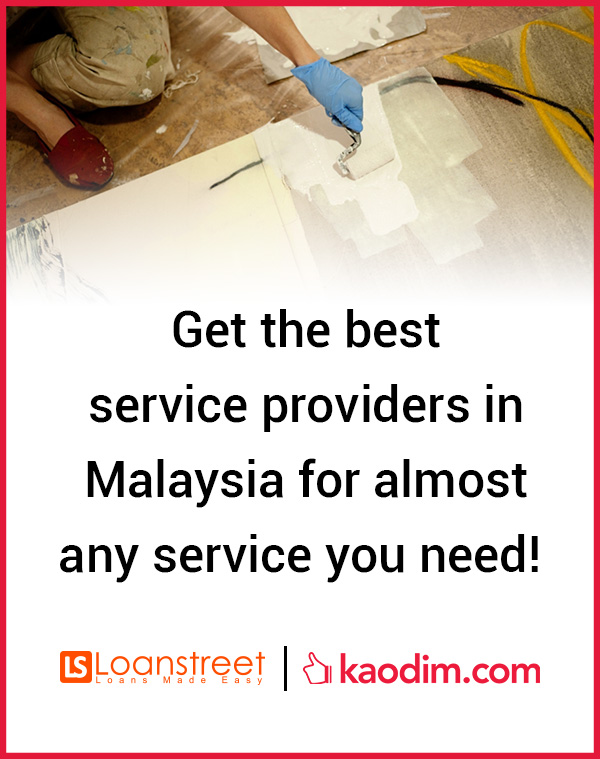 Get the best
service providers in
Malaysia for almost
any service you need!
LS Loanstreet kaodim.com
Loans Made Easy